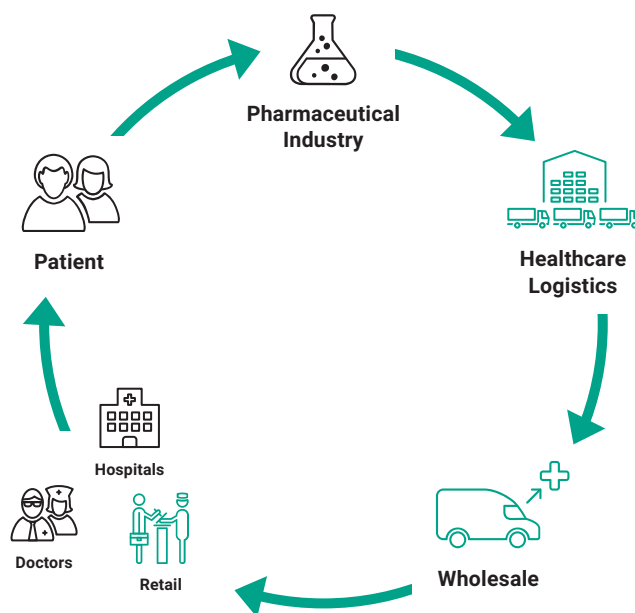 Pharmaceutical
Industry
Healthcare
Logistics
Wholesale
Retail
Doctors
Hospitals
Patient